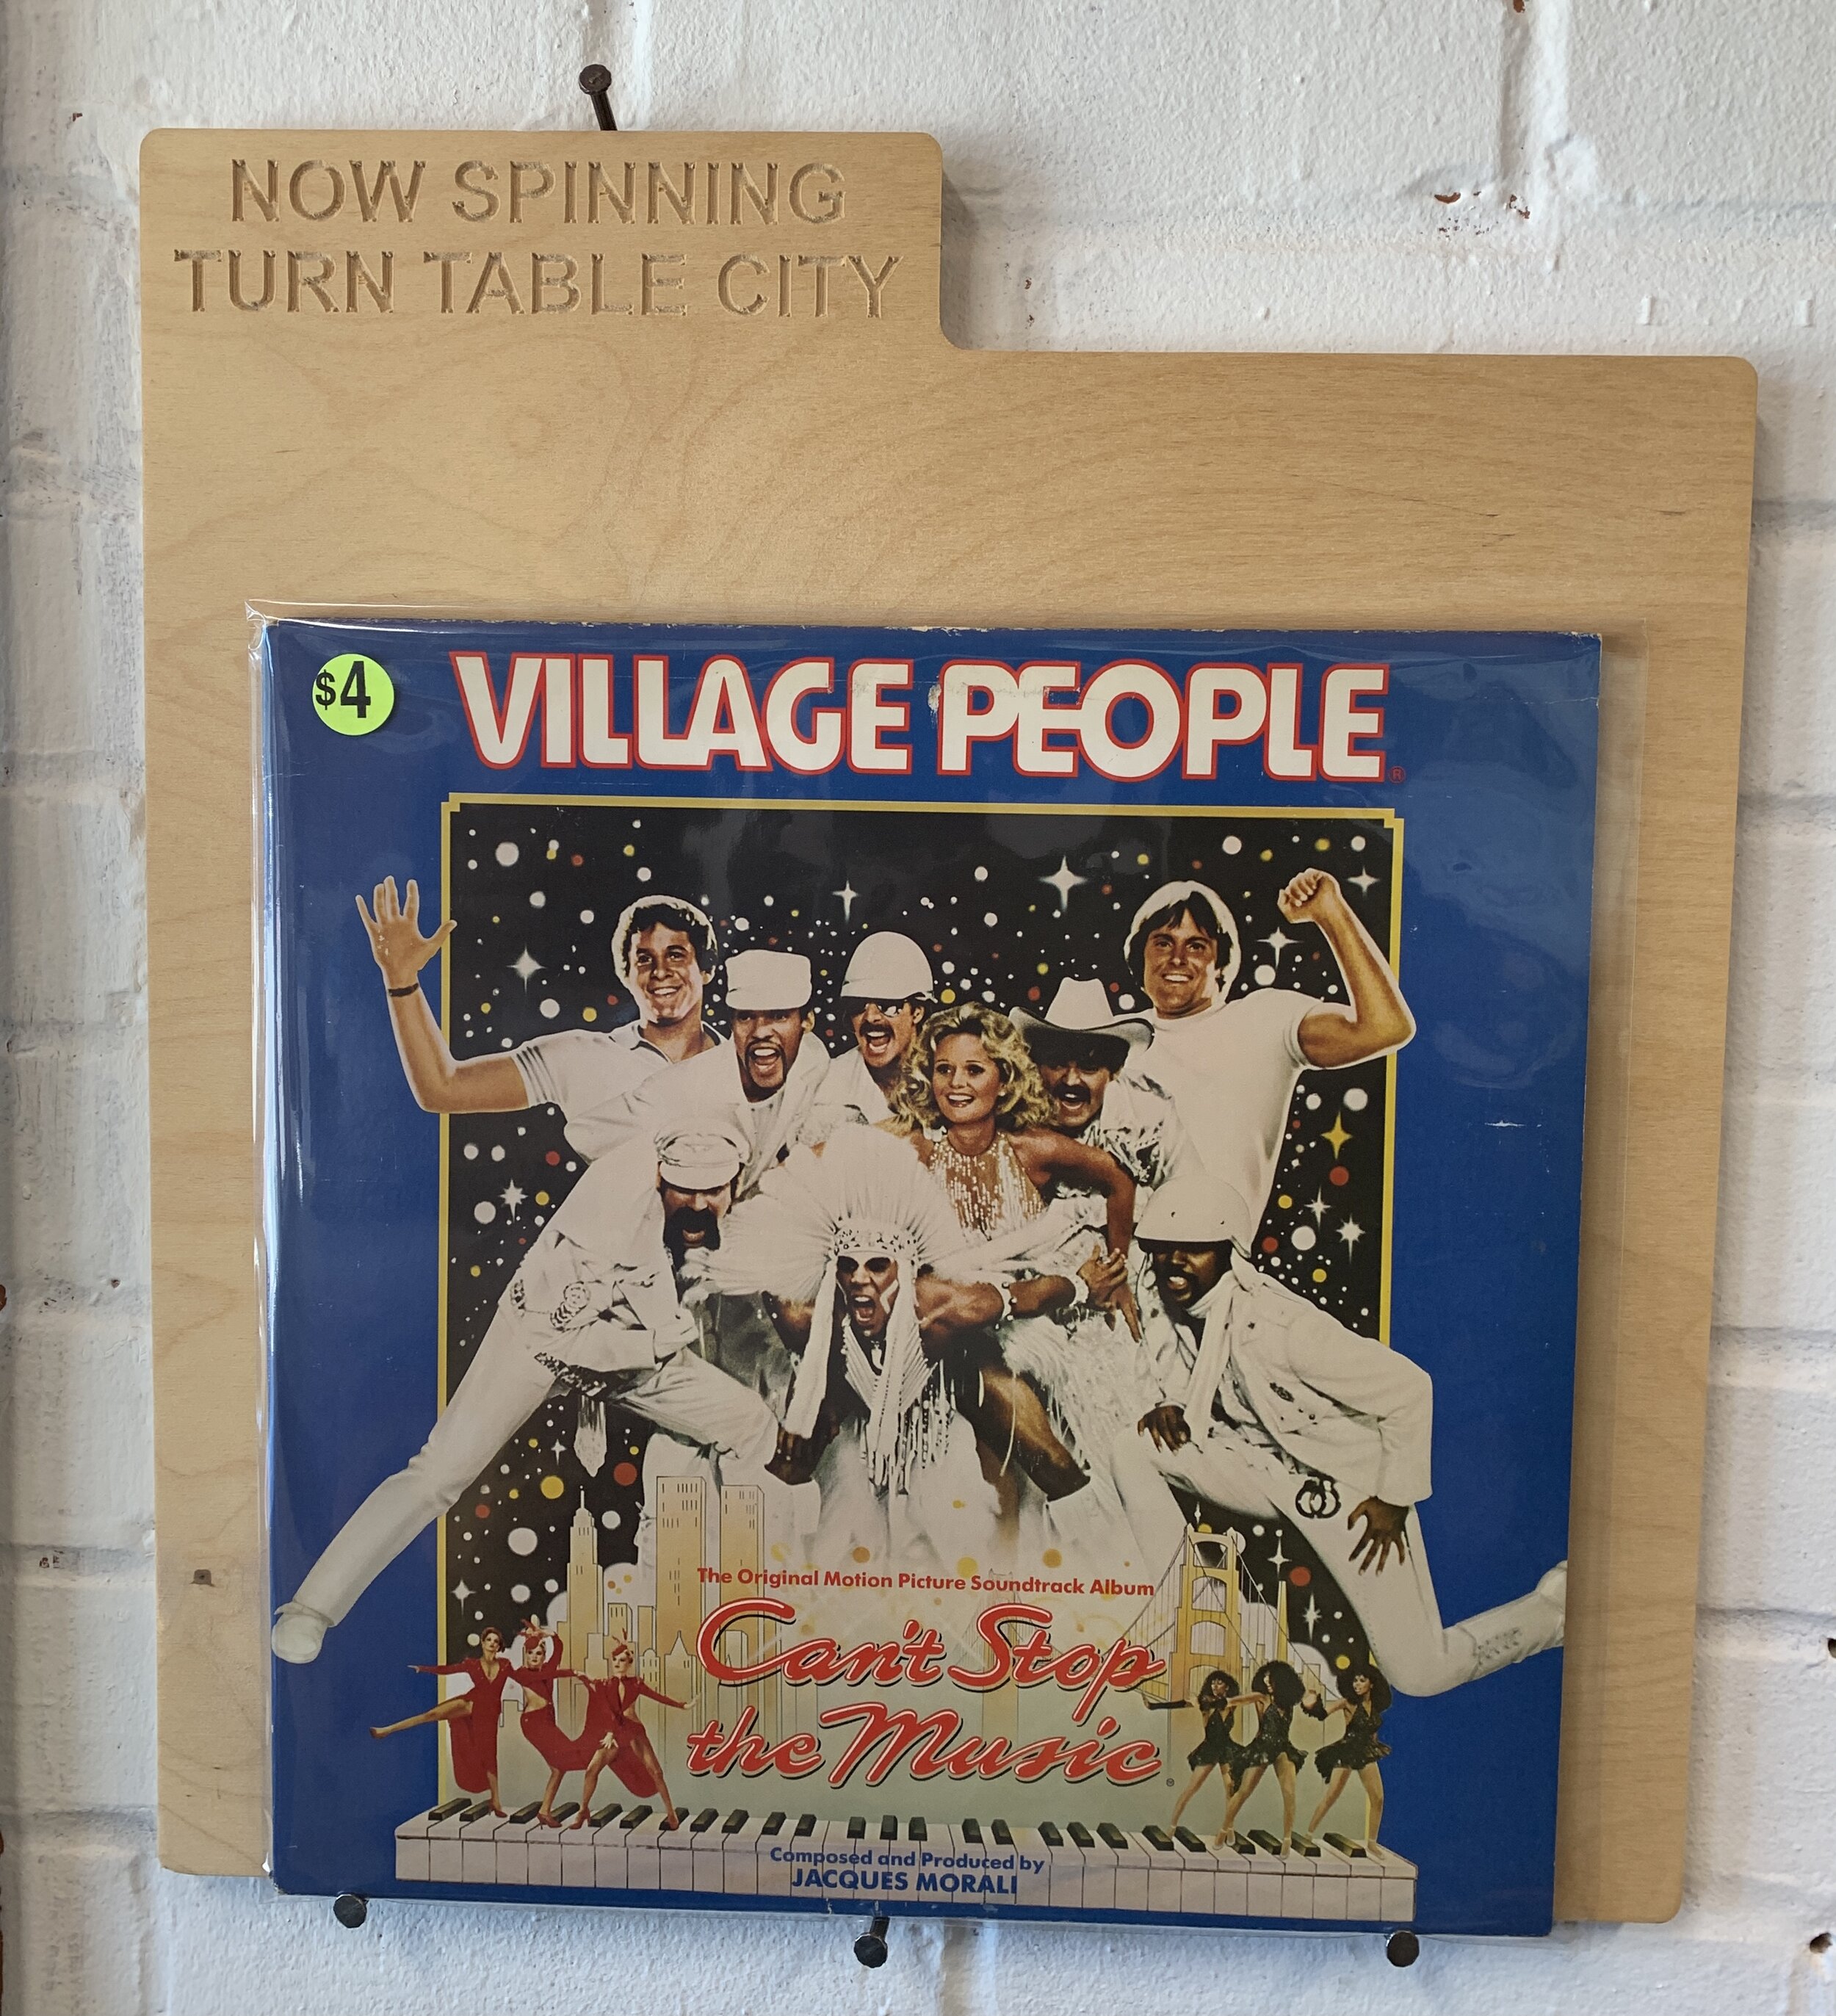 NOW SPINNING
TURN TABLE CITY
$4
VILLAGE PEOPLE®
The Original Motion Picture Soundtrack Album
Can't Stop
the Music®
Composed and Produced by
JACQUES MORALI